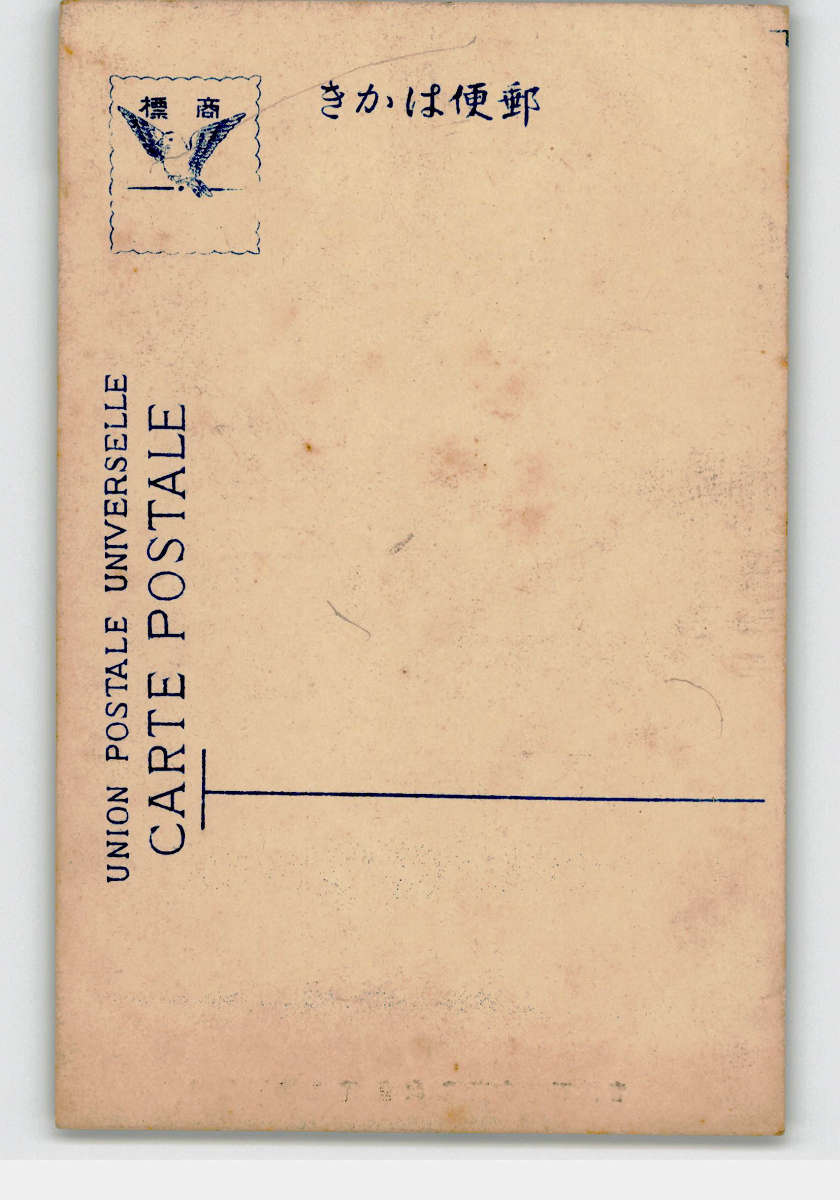 商標
郵便はかき
UNION POSTALE UNIVERSELLE
CARTE POSTALE